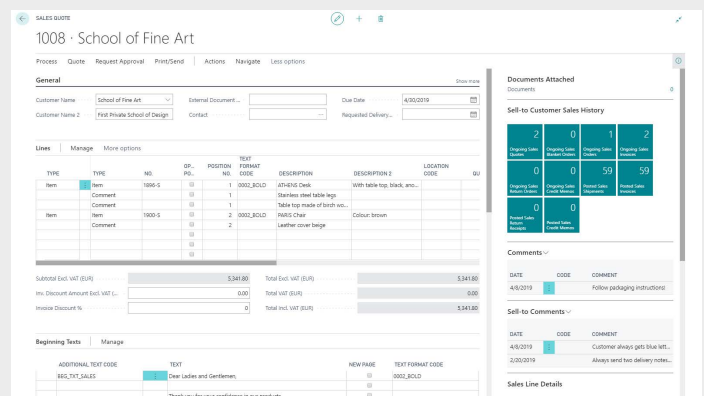 SALES QUOTE
1008 · School of Fine Art
Process Quote Request Approval Print/Send Actions Navigate Less options
General
Show more
Customer Name School of Fine Art External Document ... Due Date 4/30/2019
Customer Name 2 First Private School of Design Contact ... Requested Delivery...
Lines Manage More options
TYPE TYPE NO. OP... PO... POSITION NO. TEXT FORMAT CODE DESCRIPTION DESCRIPTION 2 LOCATION CODE QU
Item Item 1896-S 1 0002_BOLD ATHENS Desk With table top; black, ano...
Comment 1 Stainless steel table legs
Comment 1 Table top made of birch wo...
Item Item 1900-S 2 0002_BOLD PARIS Chair Colour: brown
Comment 2 Leather cover beige
Subtotal Excl. VAT (EUR) 5,341.80 Total Excl. VAT (EUR) 5,341.80
Inv. Discount Amount Excl. VAT (... 0.00 Total VAT (EUR) 0.00
Invoice Discount % 0 Total Incl. VAT (EUR) 5,341.80
Beginning Texts Manage
ADDITIONAL TEXT CODE TEXT NEW PAGE TEXT FORMAT CODE
BEG_TXT_SALES Dear Ladies and Gentlemen, 0002_BOLD
Thank you for your confidence in our products
Documents Attached
Documents 0
Sell-to Customer Sales History
2 0 1 2
Ongoing Sales Quotes Ongoing Sales Blanket Orders Ongoing Sales Orders Ongoing Sales Invoices
0 0 59 59
Ongoing Sales Return Orders Ongoing Sales Credit Memos Posted Sales Shipments Posted Sales Invoices
0 0
Posted Sales Return Receipts Posted Sales Credit Memos
Comments
DATE CODE COMMENT
4/8/2019 Follow packaging instructions!
Sell-to Comments
DATE CODE COMMENT
4/8/2019 Customer always gets blue lett...
2/20/2019 Always send two delivery notes...
Sales Line Details